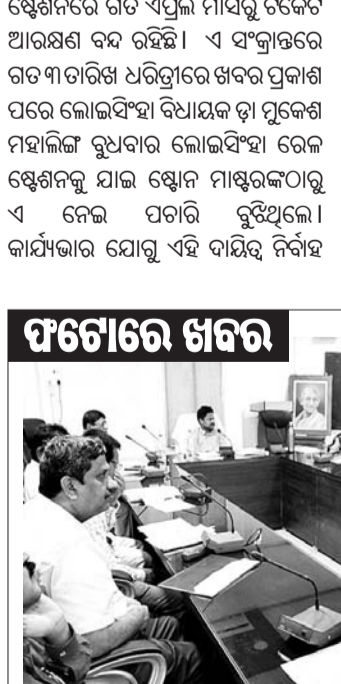 ଷ୍ଟେଶନରେ ଗତ ଏପ୍ରିଲ ମାସରୁ ଟିକେଟ
ଆରକ୍ଷଣ ବନ୍ଦ ରହିଛି। ଏ ସଂକ୍ରାନ୍ତରେ
ଗତ ୩ ତାରିଖ ଧରିତ୍ରୀରେ ଖବର ପ୍ରକାଶ
ପରେ ଲୋଇସିଂହା ବିଧାୟକ ଡ଼ା ମୁକେଶ
ମହାଲିଙ୍ଗ ବୁଧବାର ଲୋଇସିଂହା ରେଳ
ଷ୍ଟେଶନକୁ ଯାଇ ଷ୍ଟୋନ ମାଷ୍ଟରଙ୍କଠାରୁ
ଏ ନେଇ ପଚାରି ବୁଝିଥିଲେ।
କାର୍ଯ୍ୟଭାର ଯୋଗୁ ଏହି ଦାୟିତ୍ୱ ନିର୍ବାହ
ଫଟୋରେ ଖବର